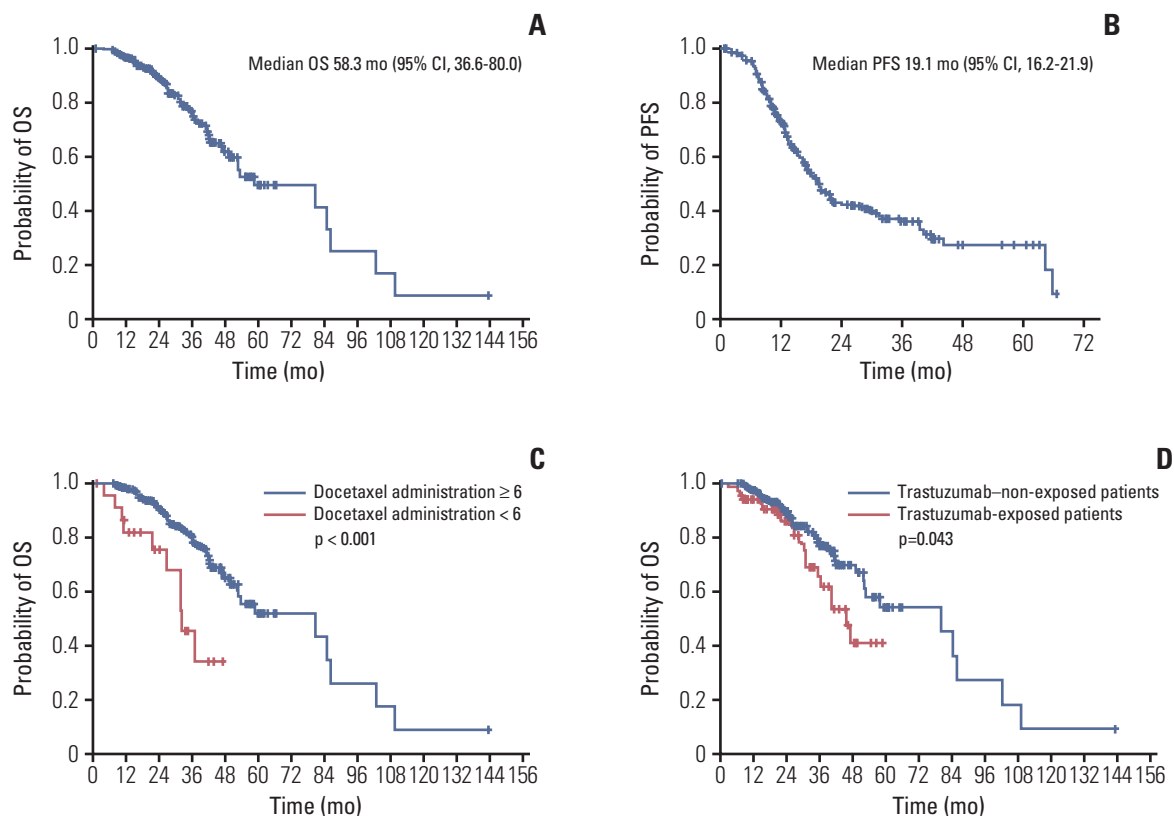 A
Median OS 58.3 mo (95% CI, 36.6-80.0)
Probability of OS
1.0
0.8
0.6
0.4
0.2
0
0 12 24 36 48 60 72 84 96 108 120 132 144 156
Time (mo)
B
Median PFS 19.1 mo (95% CI, 16.2-21.9)
Probability of PFS
1.0
0.8
0.6
0.4
0.2
0
0 12 24 36 48 60 72
Time (mo)
C
Docetaxel administration ≥ 6
Docetaxel administration < 6
p < 0.001
Probability of OS
1.0
0.8
0.6
0.4
0.2
0
0 12 24 36 48 60 72 84 96 108 120 132 144 156
Time (mo)
D
Trastuzumab–non-exposed patients
Trastuzumab-exposed patients
p=0.043
Probability of OS
1.0
0.8
0.6
0.4
0.2
0
0 12 24 36 48 60 72 84 96 108 120 132 144 156
Time (mo)